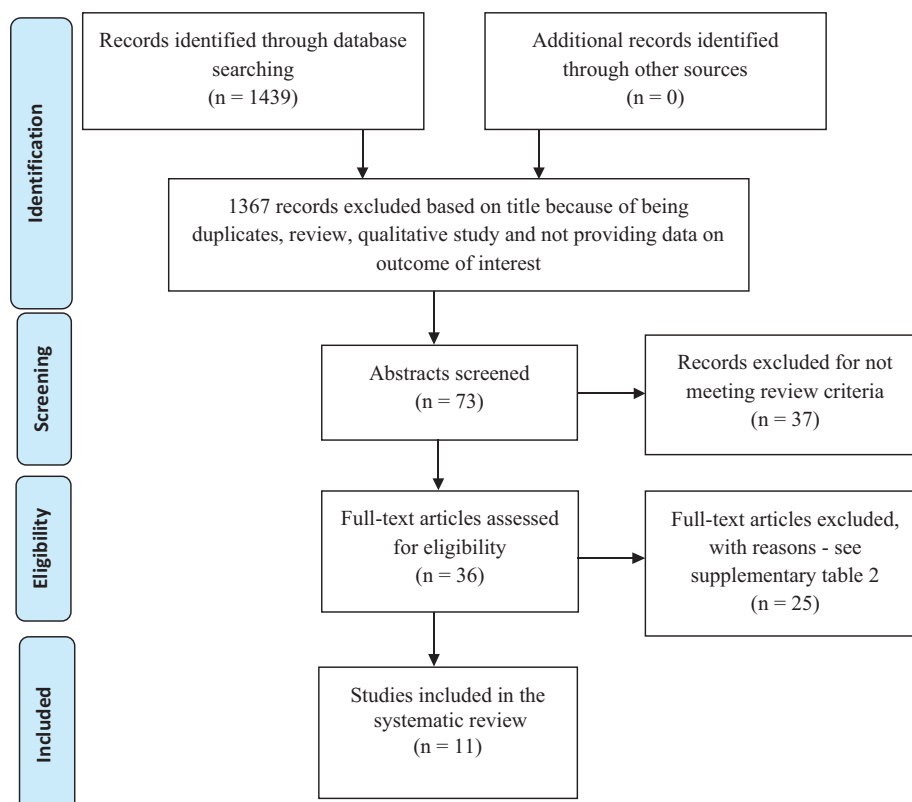 Identification
Records identified through database
searching
(n = 1439)
Additional records identified
through other sources
(n = 0)
1367 records excluded based on title because of being
duplicates, review, qualitative study and not providing data on
outcome of interest
Screening
Abstracts screened
(n = 73)
Records excluded for not
meeting review criteria
(n = 37)
Eligibility
Full-text articles assessed
for eligibility
(n = 36)
Full-text articles excluded,
with reasons - see
supplementary table 2
(n = 25)
Included
Studies included in the
systematic review
(n = 11)